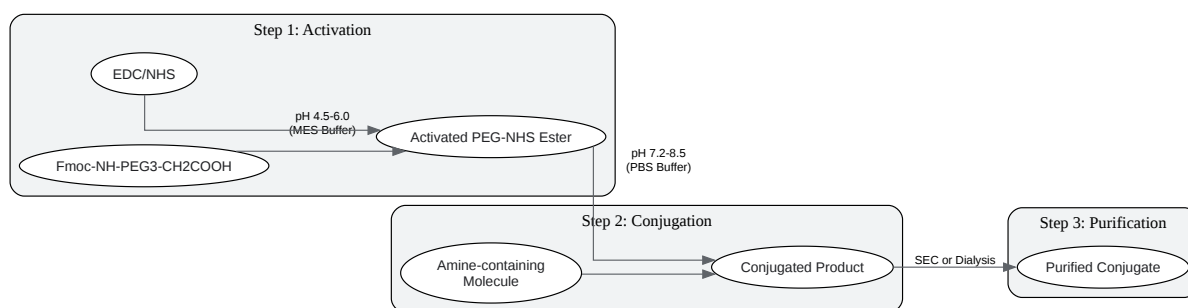 Step 1: Activation
EDC/NHS
pH 4.5-6.0
(MES Buffer)
Activated PEG-NHS Ester
Fmoc-NH-PEG3-CH2COOH
pH 7.2-8.5
(PBS Buffer)
Step 2: Conjugation
Amine-containing
Molecule
Conjugated Product
SEC or Dialysis
Step 3: Purification
Purified Conjugate